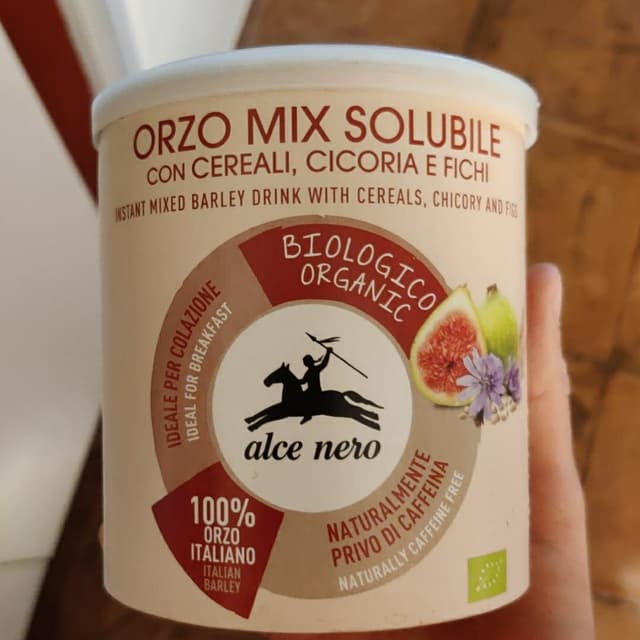 ORZO MIX SOLUBILE
CON CEREALI, CICORIA E FICHI
INSTANT MIXED BARLEY DRINK WITH CEREALS, CHICORY AND FIGS
BIOLOGICO
ORGANIC
IDEALE PER COLAZIONE
IDEAL FOR BREAKFAST
alce nero
100%
ORZO
ITALIANO
ITALIAN
BARLEY
NATURALMENTE
PRIVO DI CAFFEINA
NATURALLY CAFFEINE FREE